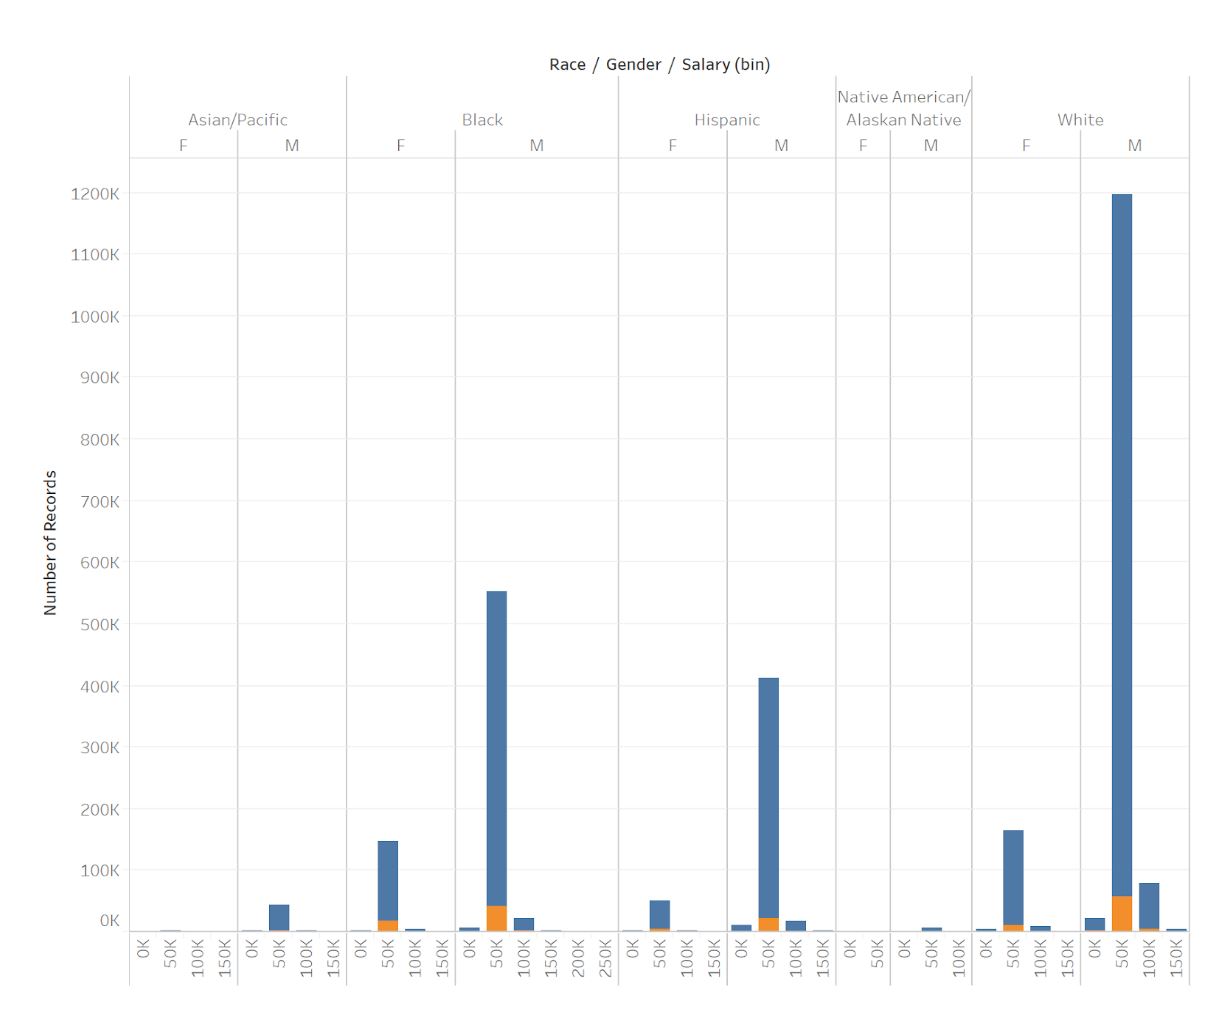 Race / Gender / Salary (bin)
Asian/Pacific Black Hispanic Native American/ Alaskan Native White
F M F M F M F M F M
1200K
1100K
1000K
900K
800K
700K
600K
500K
400K
300K
200K
100K
0K
Number of Records
0K 50K 100K 150K 0K 50K 100K 150K 0K 50K 100K 150K 0K 50K 100K 150K 200K 250K 0K 50K 100K 150K 0K 50K 100K 150K 0K 50K 0K 50K 100K 0K 50K 100K 150K 0K 50K 100K 150K